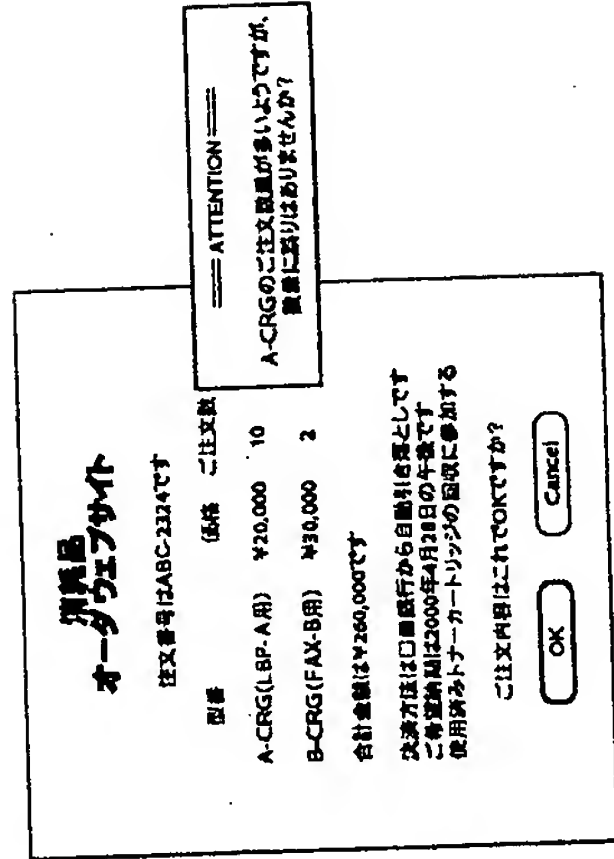 消耗品
オーダウェブサイト
注文番号はABC-2324です
型番 価格 ご注文数
A-CRG(LBP-A用) ¥20,000 10
B-CRG(FAX-B用) ¥30,000 2
合計金額は¥260,000です
決済方法は口座銀行から自動引き落としです
ご希望納期は2000年4月28日の午後です
使用済みトナーカートリッジの回収に参加する
ご注文内容はこれでOKですか?
OK Cancel
=== ATTENTION ===
A-CRGのご注文数量が多いようですが、
数量に誤りはありませんか?